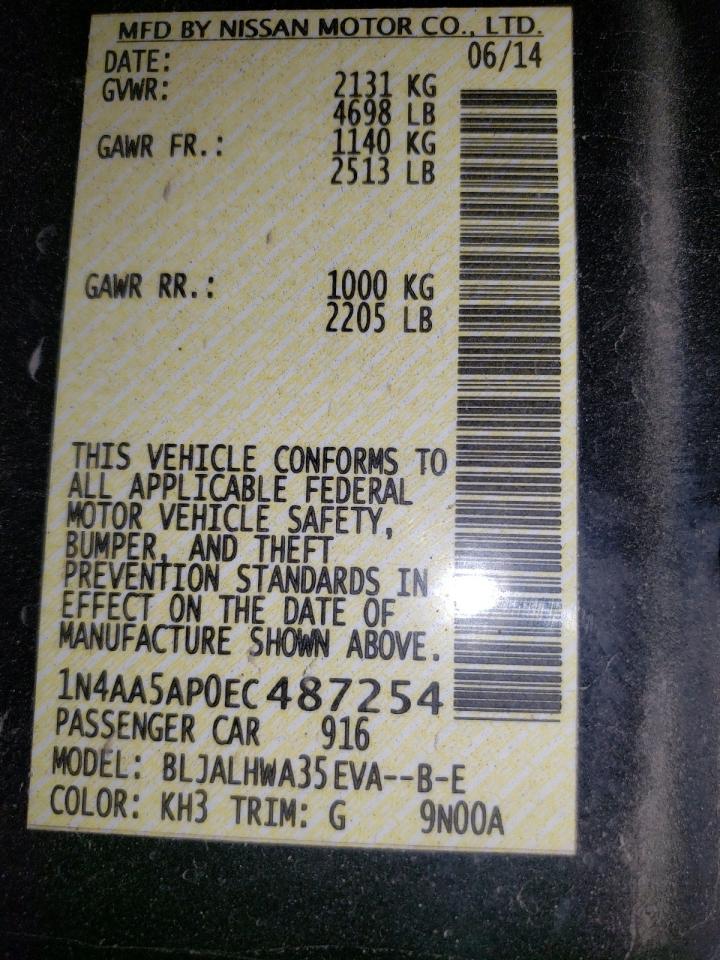 MFD BY NISSAN MOTOR CO., LTD.
DATE: 06/14
GVWR: 2131 KG
4698 LB
GAWR FR.: 1140 KG
2513 LB
GAWR RR.: 1000 KG
2205 LB
THIS VEHICLE CONFORMS TO
ALL APPLICABLE FEDERAL
MOTOR VEHICLE SAFETY,
BUMPER, AND THEFT
PREVENTION STANDARDS IN
EFFECT ON THE DATE OF
MANUFACTURE SHOWN ABOVE.
1N4AA5AP0EC487254
PASSENGER CAR 916
MODEL: BLJALHWA35EVA--B-E
COLOR: KH3 TRIM: G 9N00A